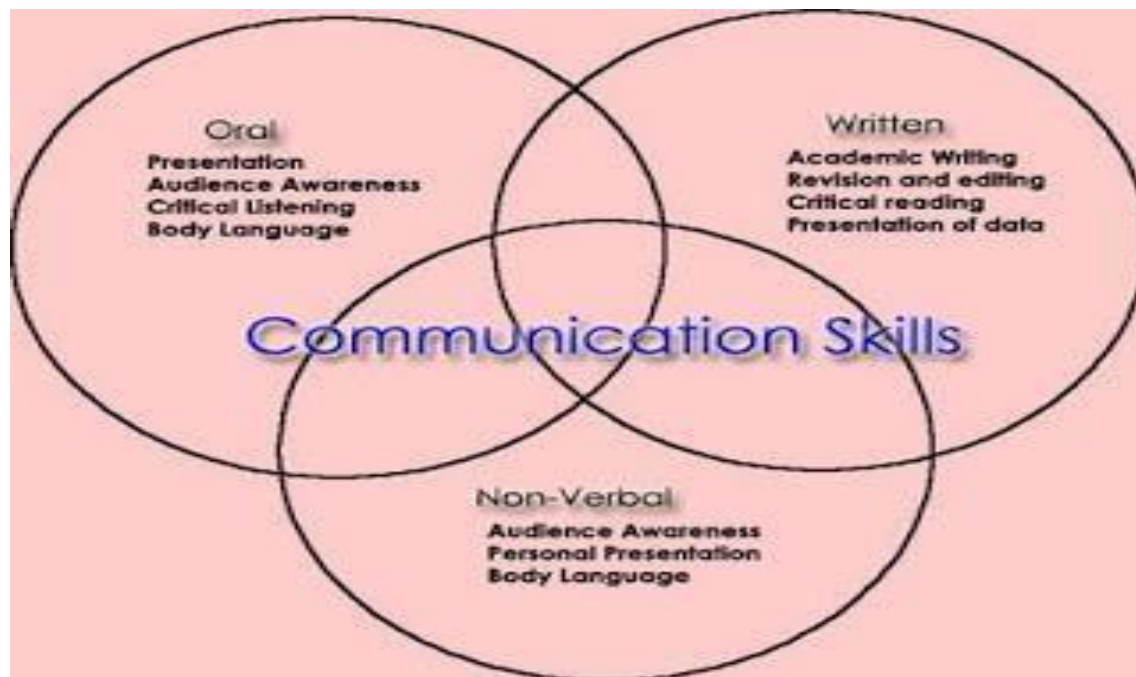 Oral
Presentation
Audience Awareness
Critical Listening
Body Language
Written
Academic Writing
Revision and editing
Critical reading
Presentation of data
Communication Skills
Non-Verbal
Audience Awareness
Personal Presentation
Body Language